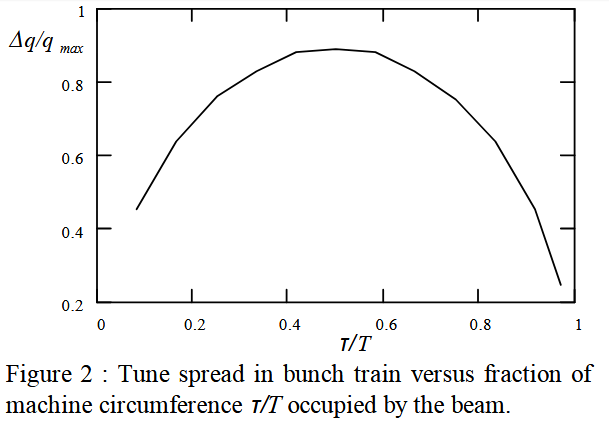 1
Δq/q max
0.8
0.6
0.4
0.2
0 0.2 0.4 0.6 0.8 1
τ/T
Figure 2 : Tune spread in bunch train versus fraction of
machine circumference τ/T occupied by the beam.